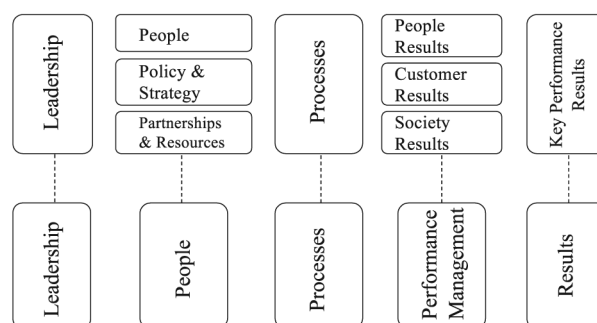 Leadership
People
Policy &
Strategy
Partnerships
& Resources
Processes
People
Results
Customer
Results
Society
Results
Key Performance
Results
Leadership
People
Processes
Performance
Management
Results